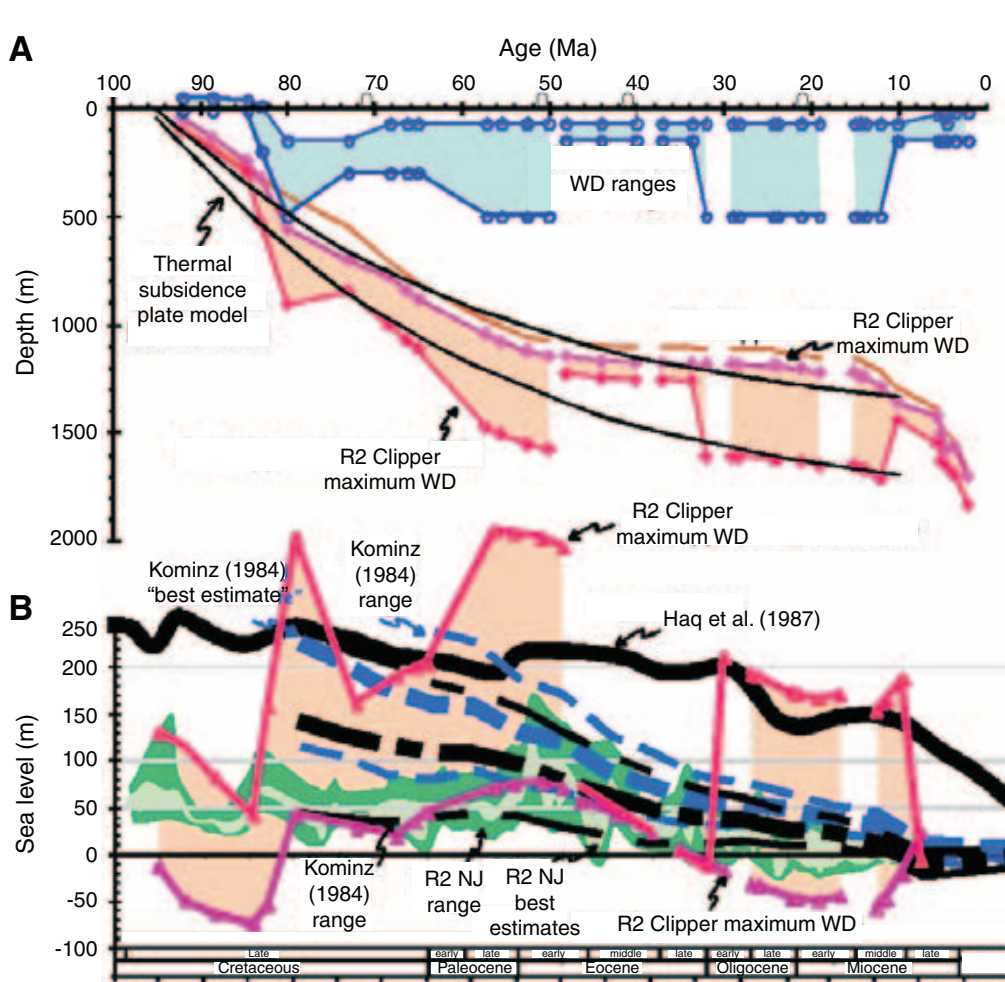 A
Age (Ma)
100 90 80 70 60 50 40 30 20 10 0
0
500
1000
1500
2000
Depth (m)
WD ranges
Thermal
subsidence
plate model
R2 Clipper
maximum WD
R2 Clipper
maximum WD
R2 Clipper
maximum WD
B
Kominz (1984)
“best estimate”
Kominz
(1984)
range
Haq et al. (1987)
250
200
150
100
50
0
-50
-100
Sea level (m)
Kominz
(1984)
range
R2 NJ
range
R2 NJ
best
estimates
R2 Clipper maximum WD
Late early late early middle late early late early middle late
Cretaceous Paleocene Eocene Oligocene Miocene